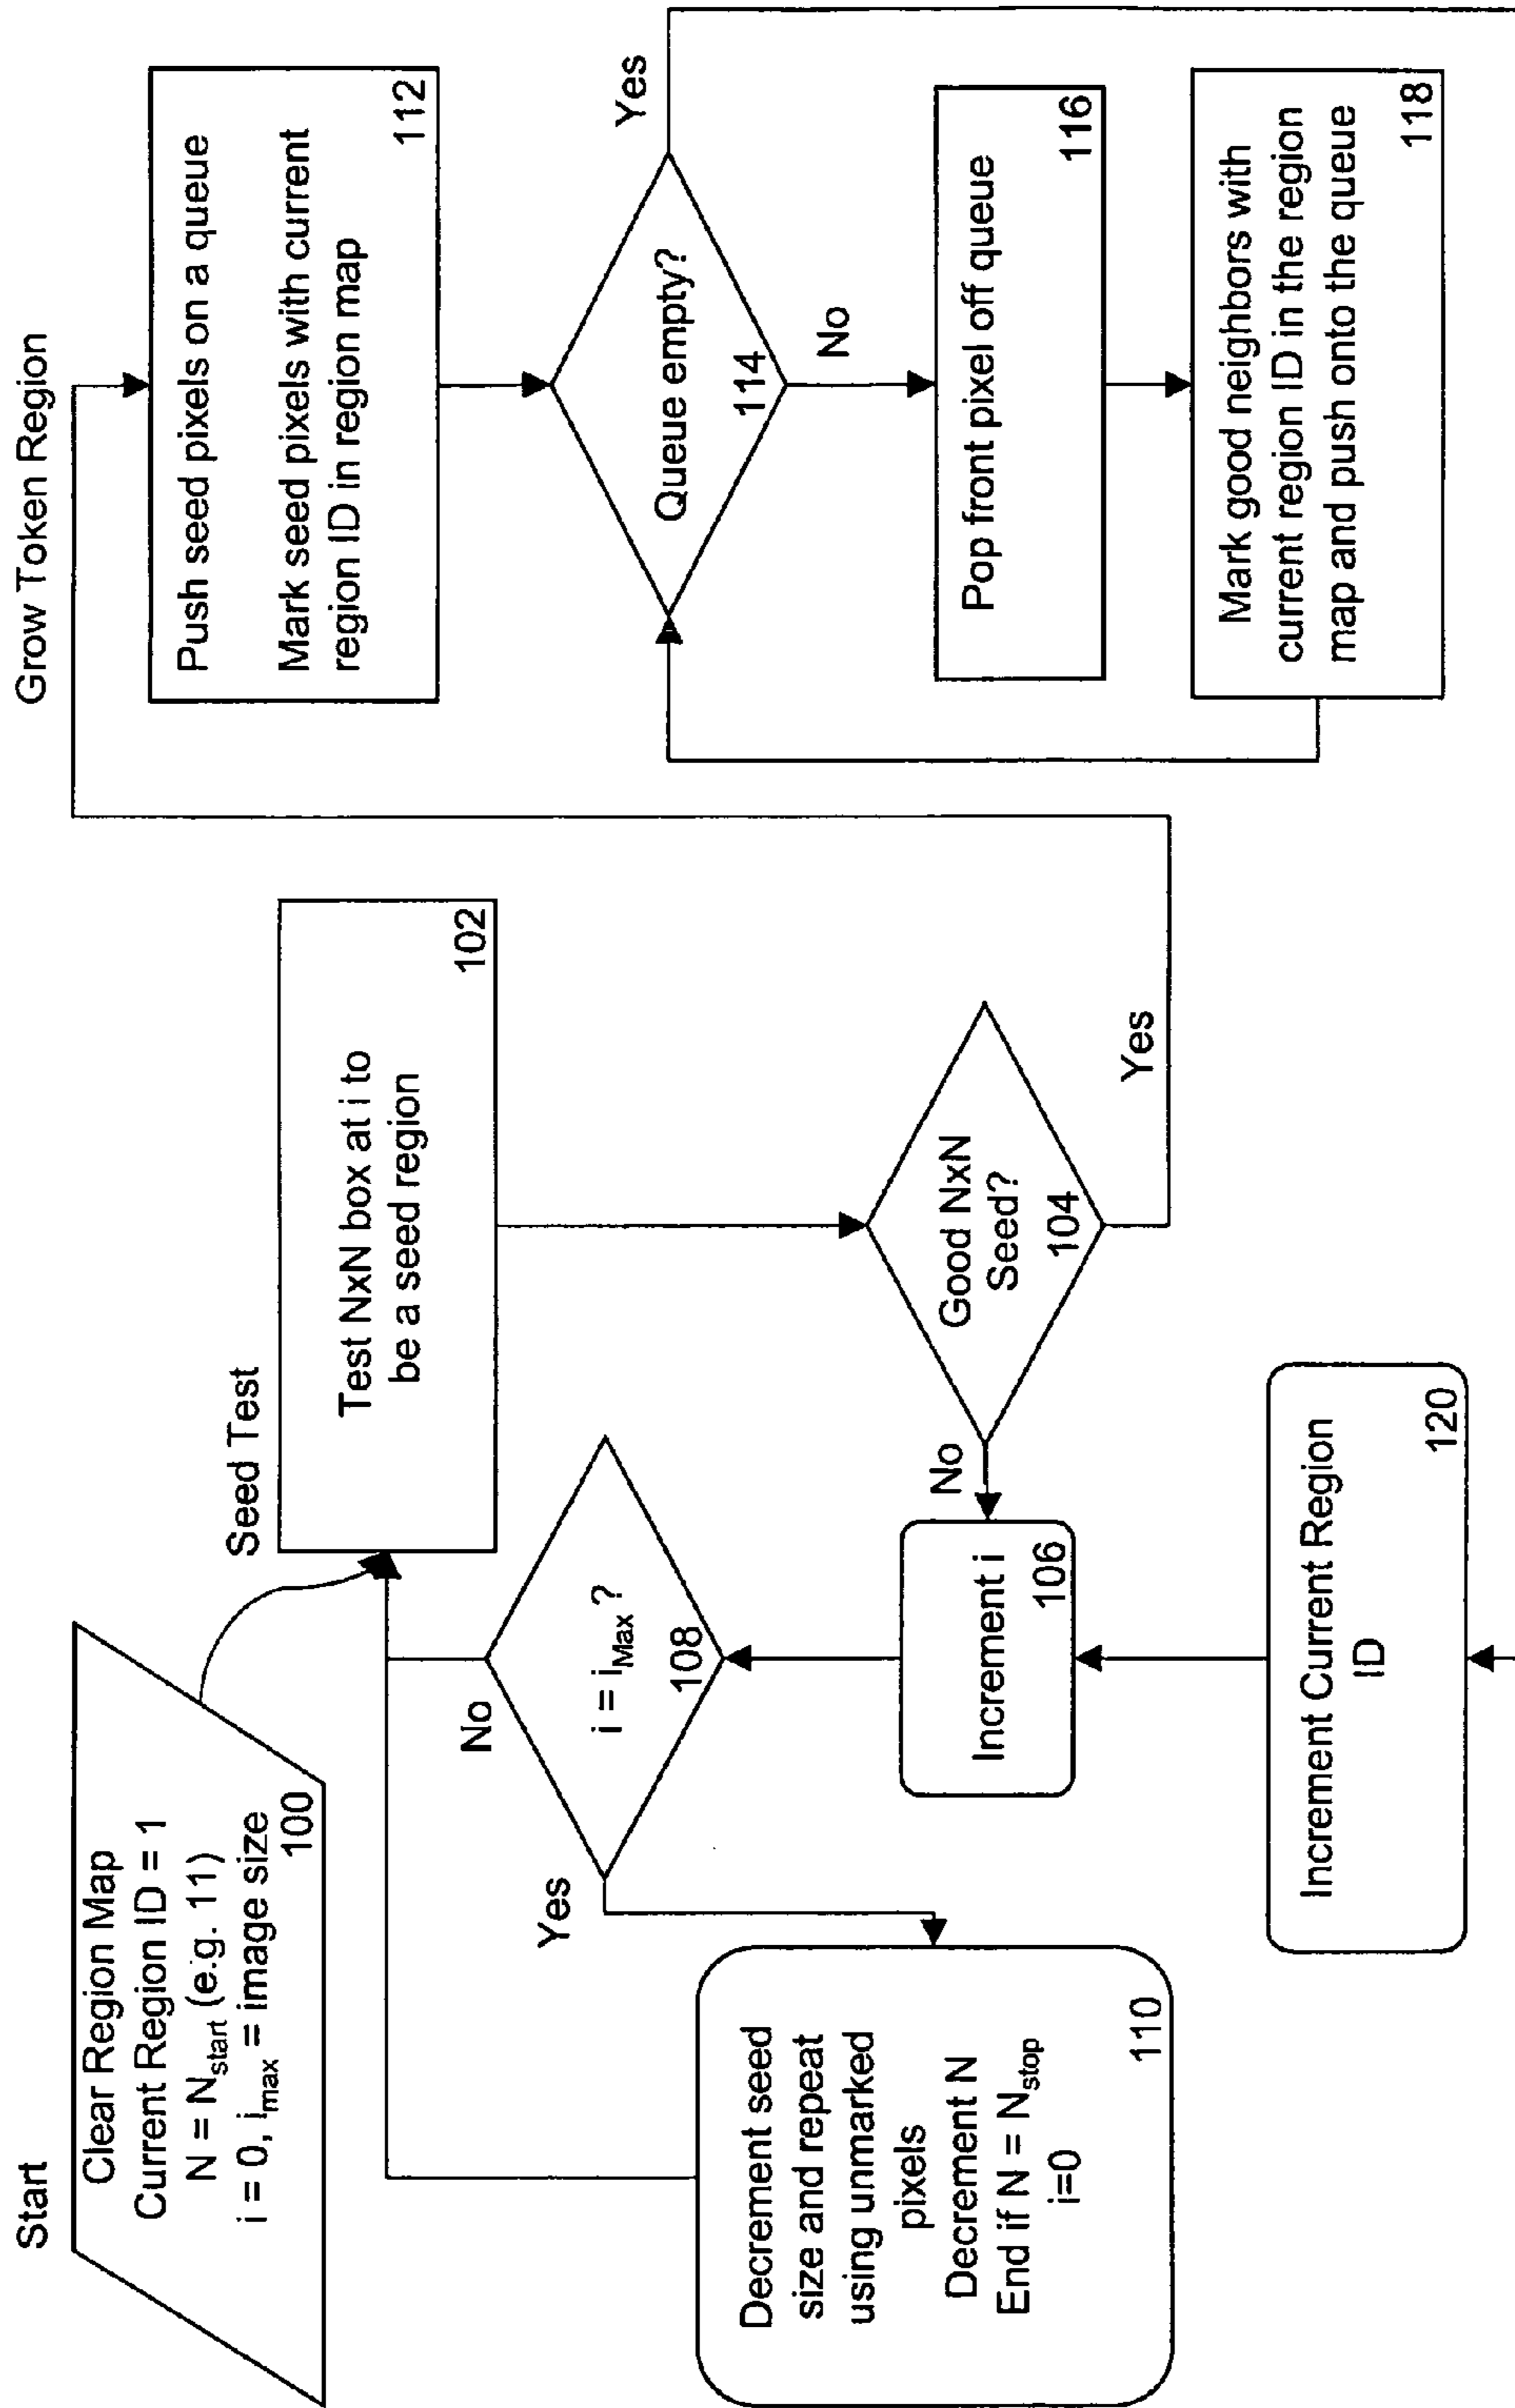 Start
Clear Region Map
Current Region ID = 1
N = Nstart (e.g. 11)
i = 0, imax = image size
100
Seed Test
Test NxN box at i to
be a seed region
102
Good NxN
Seed?
104
No
Yes
Increment i
106
i = iMax?
108
No
Yes
Decrement seed
size and repeat
using unmarked
pixels
Decrement N
End if N = Nstop
i=0
110
Grow Token Region
Push seed pixels on a queue
Mark seed pixels with current
region ID in region map
112
Queue empty?
114
Yes
No
Pop front pixel off queue
116
Mark good neighbors with
current region ID in the region
map and push onto the queue
118
Increment Current Region
ID
120